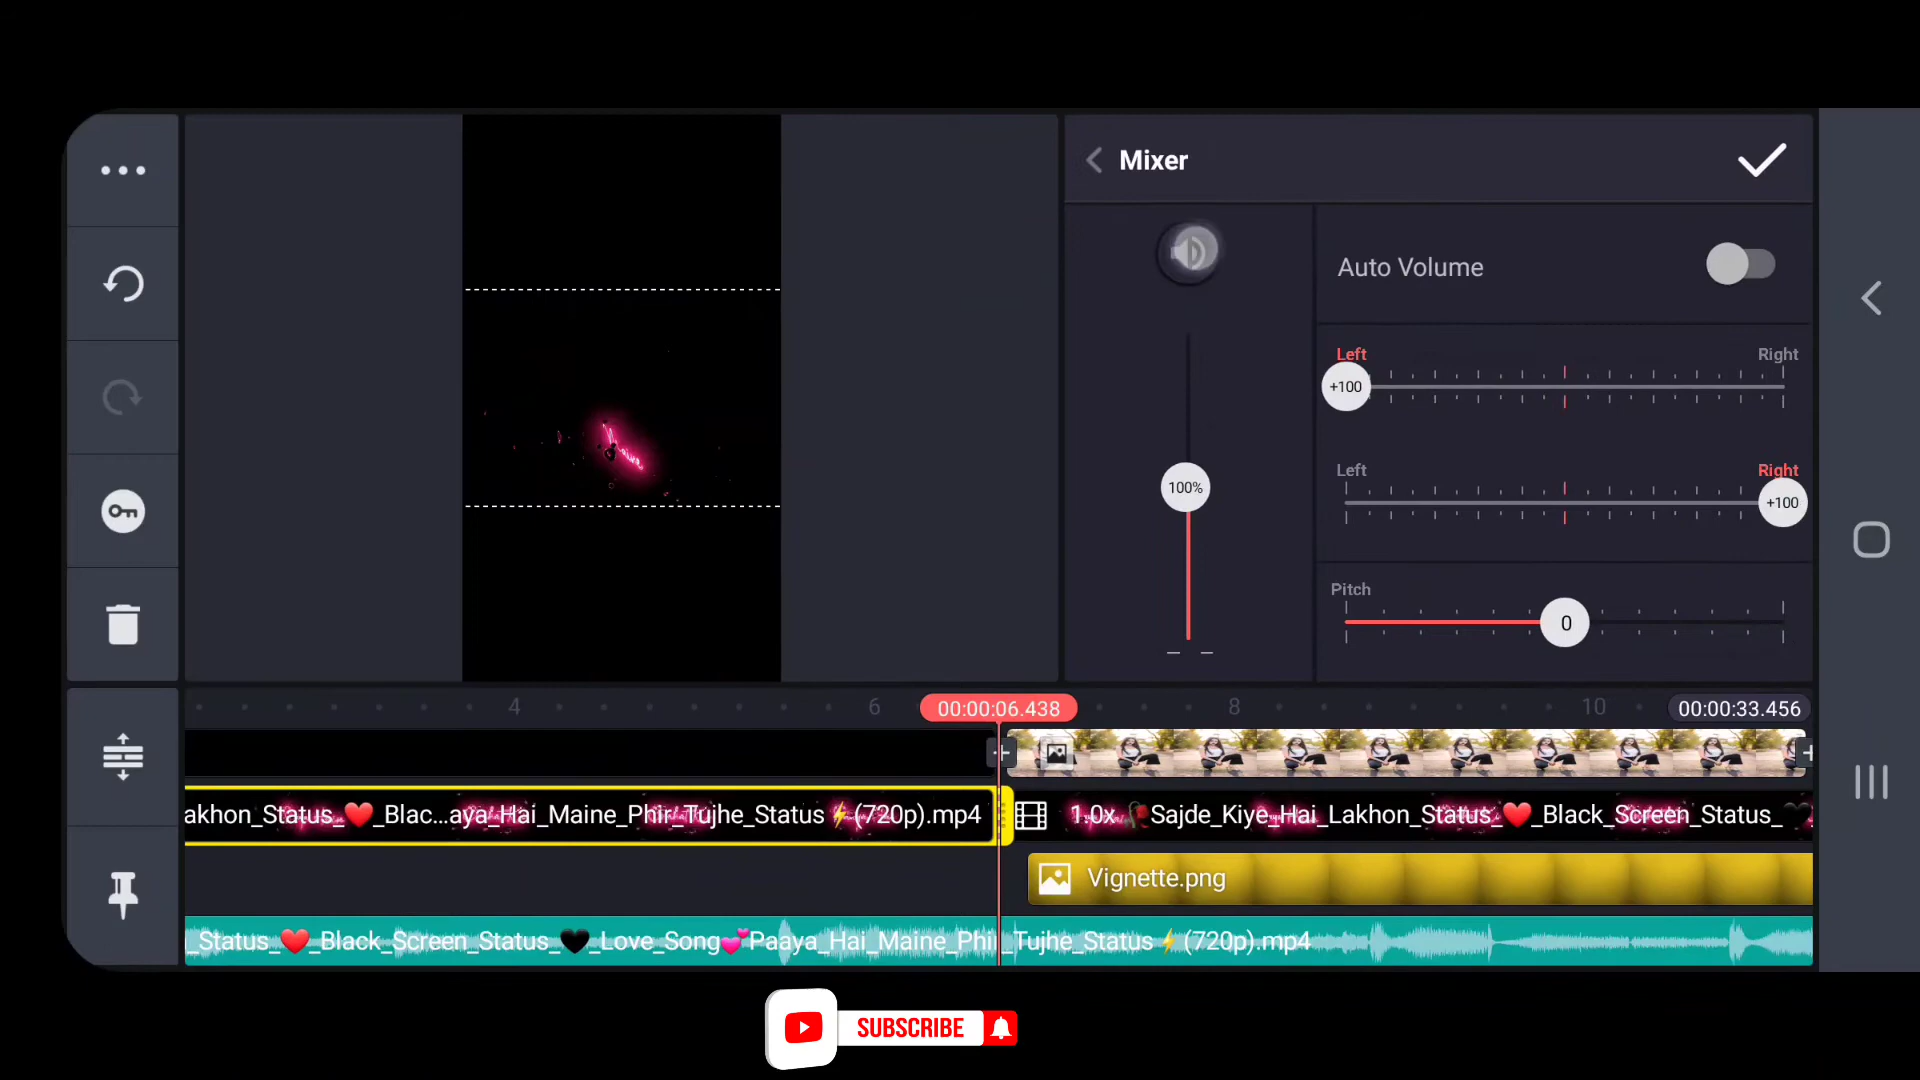 Mixer
Auto Volume
Left Right
+100
100%
Left Right
+100
Pitch
0
4 6 00:00:06.438 8 10 00:00:33.456
akhon_Status_❤️_Blac...aya_Hai_Maine_Phir_Tujhe_Status⚡(720p).mp4
1.0x 🥀Sajde_Kiye_Hai_Lakhon_Status_❤️_Black_Screen_Status_🖤
Vignette.png
_Status_❤️_Black_Screen_Status_🖤_Love_Song💕Paaya_Hai_Maine_Phir_Tujhe_Status⚡(720p).mp4
SUBSCRIBE